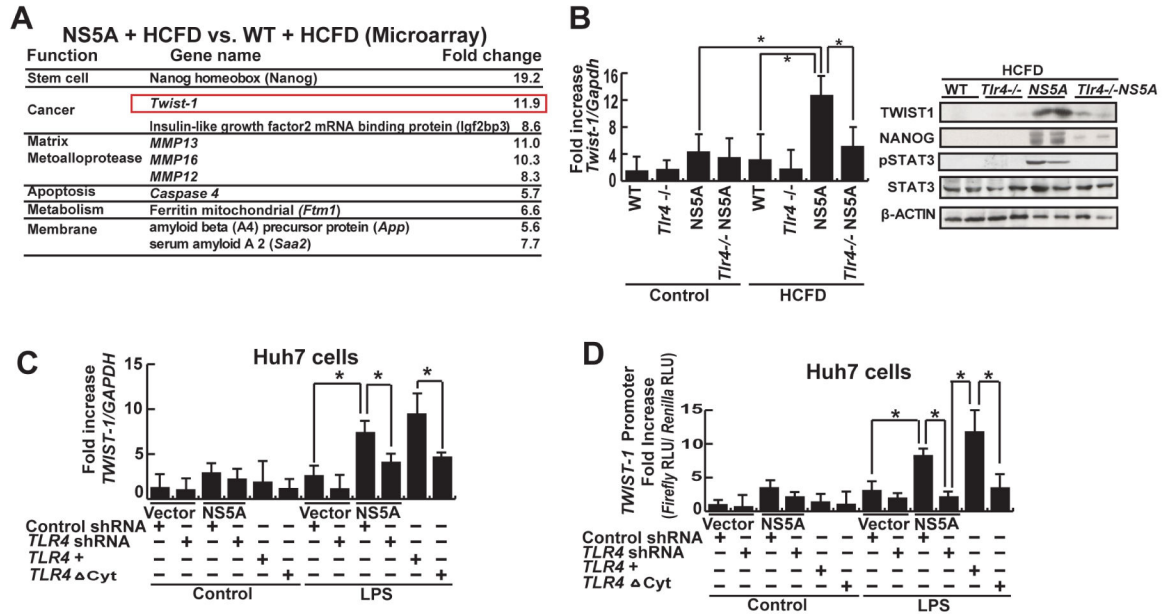 A
NS5A + HCFD vs. WT + HCFD (Microarray)
Function Gene name Fold change
Stem cell Nanog homeobox (Nanog) 19.2
Cancer Twist-1 11.9
Insulin-like growth factor2 mRNA binding protein (Igf2bp3) 8.6
Matrix MMP13 11.0
Metoalloprotease MMP16 10.3
MMP12 8.3
Apoptosis Caspase 4 5.7
Metabolism Ferritin mitochondrial (Ftm1) 6.6
Membrane amyloid beta (A4) precursor protein (App) 5.6
serum amyloid A 2 (Saa2) 7.7
B
Fold increase
Twist-1/Gapdh
16
12
8
4
0
* * *
WT
Tlr4 -/-
NS5A
Tlr4-/- NS5A
WT
Tlr4 -/-
NS5A
Tlr4-/- NS5A
Control HCFD
HCFD
WT Tlr4-/- NS5A Tlr4-/-NS5A
TWIST1
NANOG
pSTAT3
STAT3
β-ACTIN
C
Huh7 cells
Fold increase
TWIST-1/GAPDH
15
10
5
0
* * *
Vector NS5A Vector NS5A
Control shRNA + − + − − − + − + − − −
TLR4 shRNA − + − + − − − + − + − −
TLR4 + − − − − + − − − − − + −
TLR4 ΔCyt − − − − − + − − − − − +
Control LPS
D
Huh7 cells
TWIST-1 Promoter
Fold Increase
(Firefly RLU/ Renilla RLU)
15
10
5
0
* * * *
Vector NS5A Vector NS5A
Control shRNA + − + − − − + − + − − −
TLR4 shRNA − + − + − − − + − + − −
TLR4 + − − − − + − − − − − + −
TLR4 ΔCyt − − − − − + − − − − − +
Control LPS